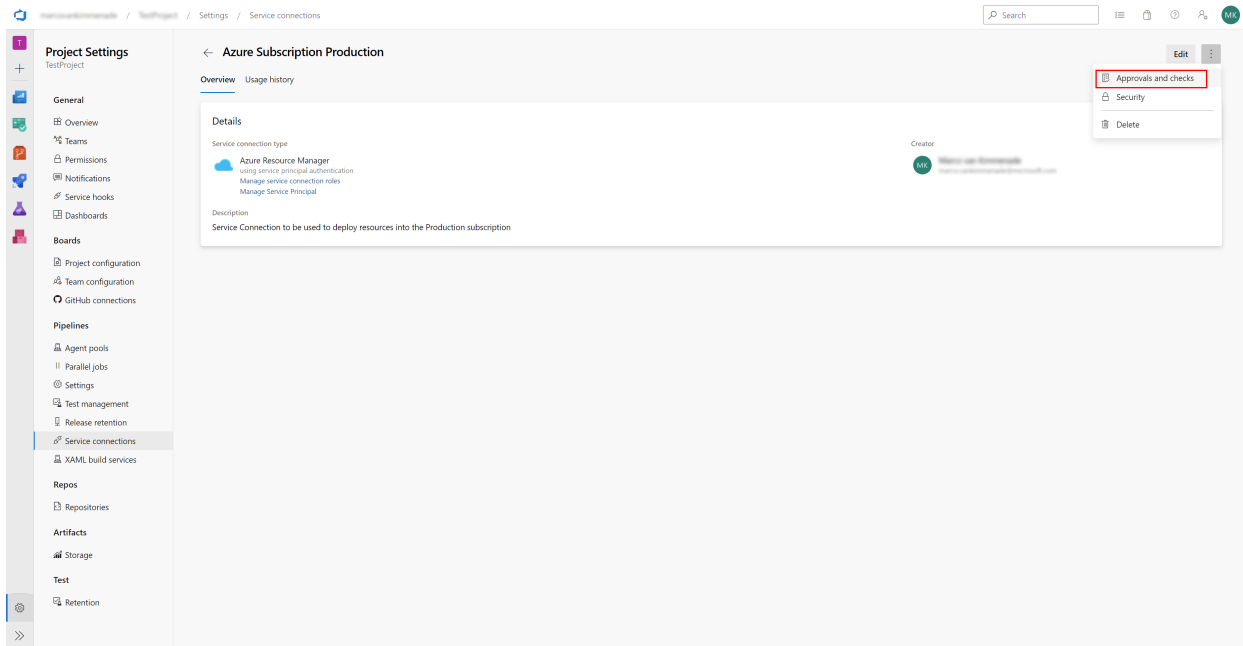 / / Settings / Service connections
Search
MK
T
Project Settings
TestProject
General
Overview
Teams
Permissions
Notifications
Service hooks
Dashboards
Boards
Project configuration
Team configuration
GitHub connections
Pipelines
Agent pools
Parallel jobs
Settings
Test management
Release retention
Service connections
XAML build services
Repos
Repositories
Artifacts
Storage
Test
Retention
Azure Subscription Production
Edit
Overview Usage history
Approvals and checks
Security
Delete
Details
Service connection type
Azure Resource Manager
using service principal authentication
Manage service connection roles
Manage Service Principal
Creator
MK
Description
Service Connection to be used to deploy resources into the Production subscription